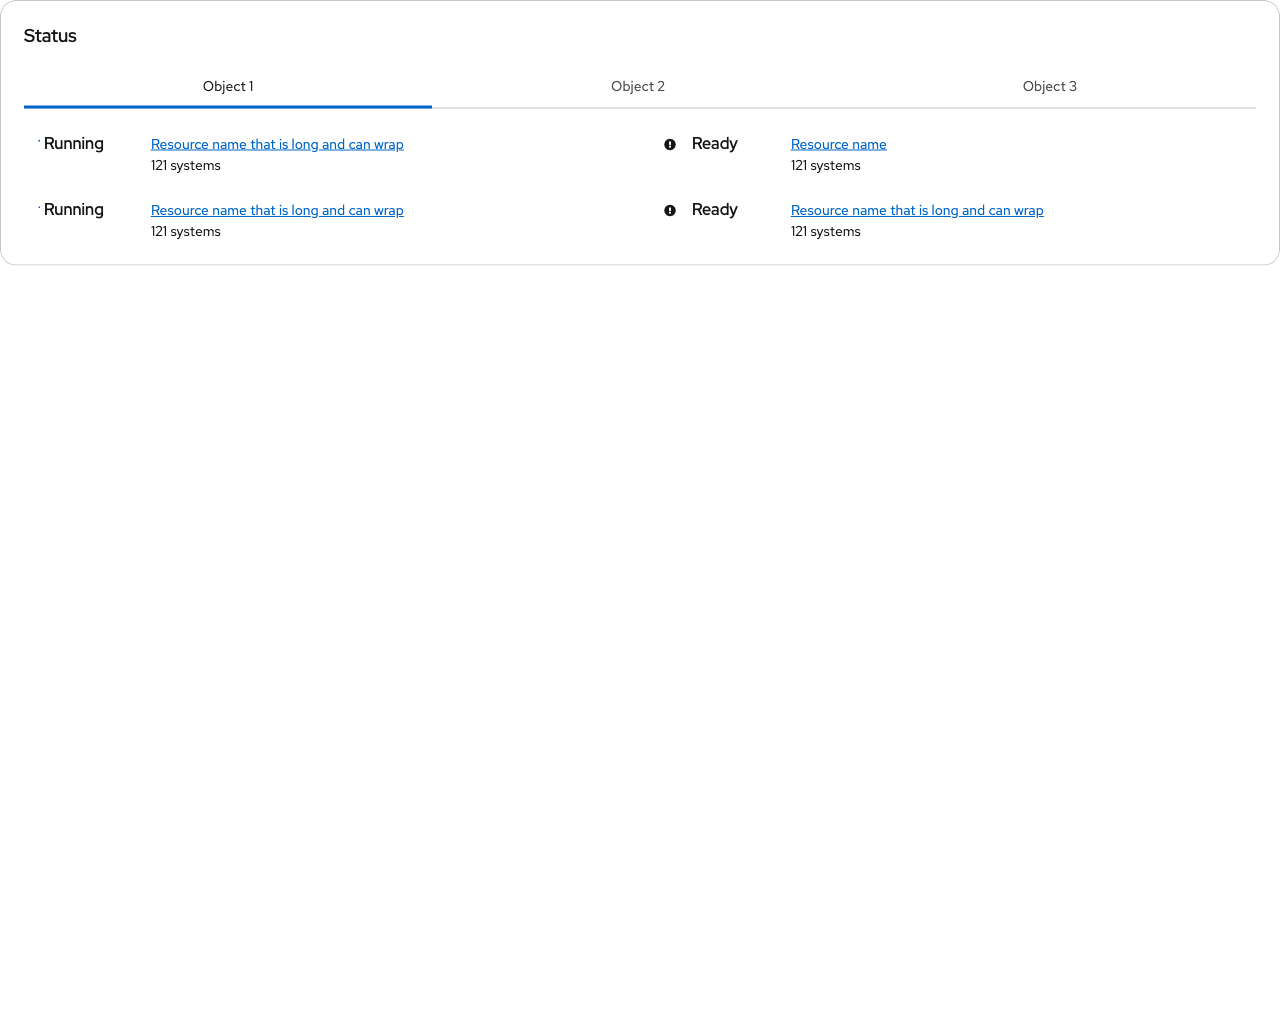 Status
Object 1 Object 2 Object 3
Running Resource name that is long and can wrap Ready Resource name
121 systems 121 systems
Running Resource name that is long and can wrap Ready Resource name that is long and can wrap
121 systems 121 systems